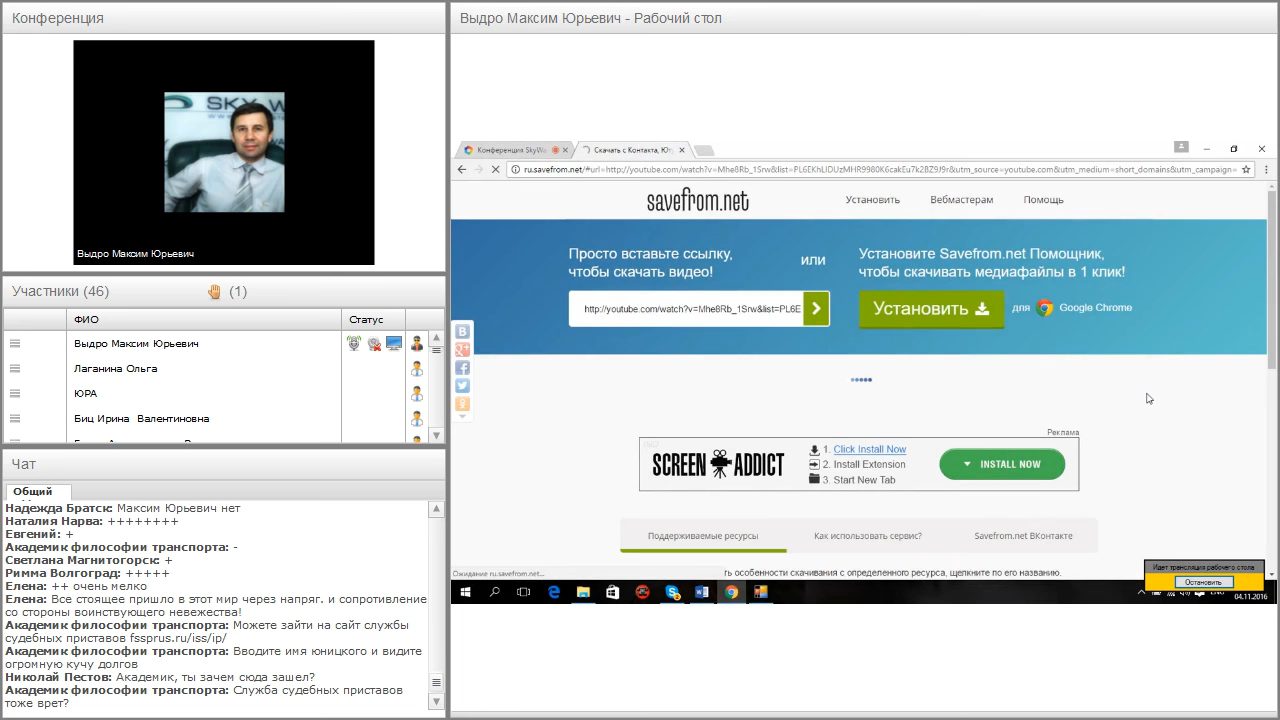 Конференция
SKY W
Выдро Максим Юрьевич
Участники (46)
(1)
ФИО
Статус
Выдро Максим Юрьевич
Лаганина Ольга
ЮРА
Биц Ирина Валентиновна
Чат
Общий
Надежда Братск: Максим Юрьевич нет
Наталия Нарва: ++++++++
Евгений: +
Академик философии транспорта: -
Светлана Магнитогорск: +
Римма Волгоград: +++++
Елена: ++ очень мелко
Елена: Все стоящее пришло в этот мир через напряг. и сопротивление
со стороны воинствующего невежества!
Академик философии транспорта: Можете зайти на сайт службы
судебных приставов fssprus.ru/iss/ip/
Академик философии транспорта: Вводите имя юницкого и видите
огромную кучу долгов
Николай Пестов: Академик, ты зачем сюда зашел?
Академик философии транспорта: Служба судебных приставов
тоже врет?
Выдро Максим Юрьевич - Рабочий стол
Конференция SkyWa
Скачать с Контакта, Ют
ru.savefrom.net/#url=http://youtube.com/watch?v=Mhe8Rb_1Srw&list=PL6EKhLIDUzMHR9980K6cakEu7k2BZ9J9r&utm_source=youtube.com&utm_medium=short_domains&utm_campaign=
savefrom.net
Установить
Вебмастерам
Помощь
Просто вставьте ссылку,
чтобы скачать видео!
или
Установите Savefrom.net Помощник,
чтобы скачивать медиафайлы в 1 клик!
http://youtube.com/watch?v=Mhe8Rb_1Srw&list=PL6E
Установить
для
Google Chrome
Реклама
SCREEN ADDICT
1. Click Install Now
2. Install Extension
3. Start New Tab
INSTALL NOW
Поддерживаемые ресурсы
Как использовать сервис?
Savefrom.net ВКонтакте
Ожидание ru.savefrom.net...
ть особенности скачивания с определенного ресурса, щелкните по его названию.
Идет трансляция рабочего стола
Остановить
04.11.2016